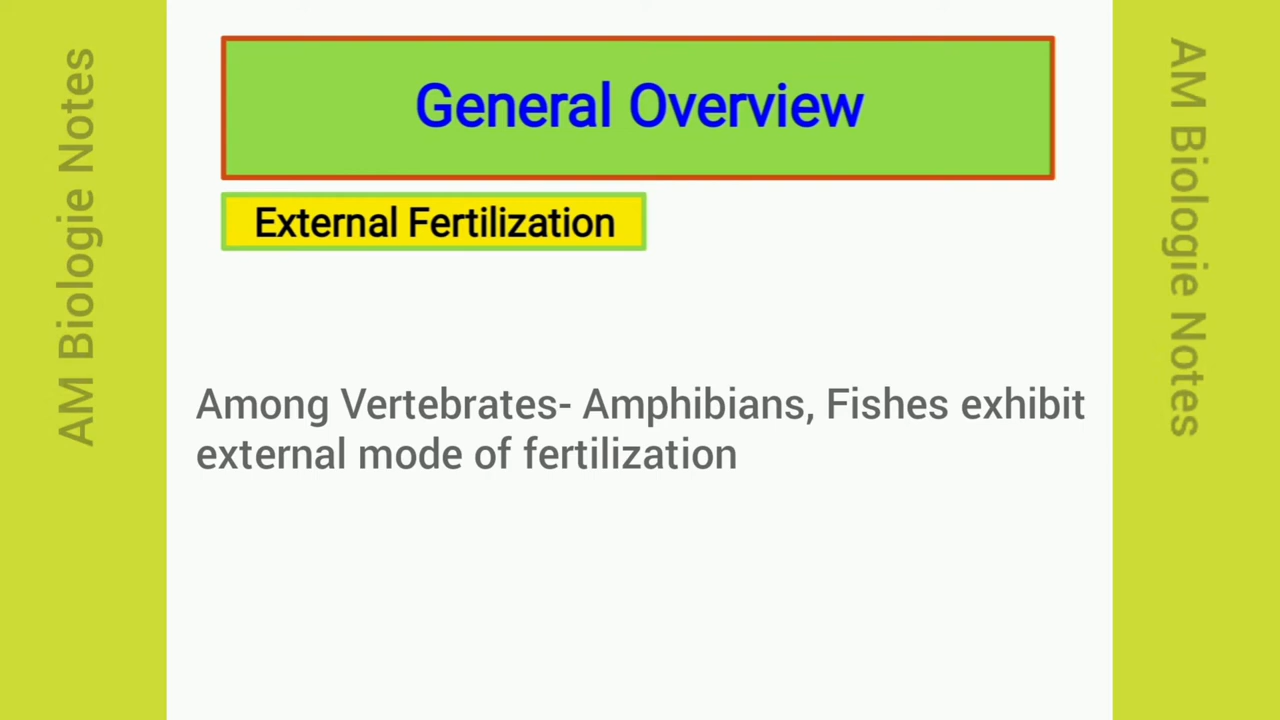 AM Biologie Notes
General Overview
External Fertilization
Among Vertebrates- Amphibians, Fishes exhibit
external mode of fertilization
AM Biologie Notes